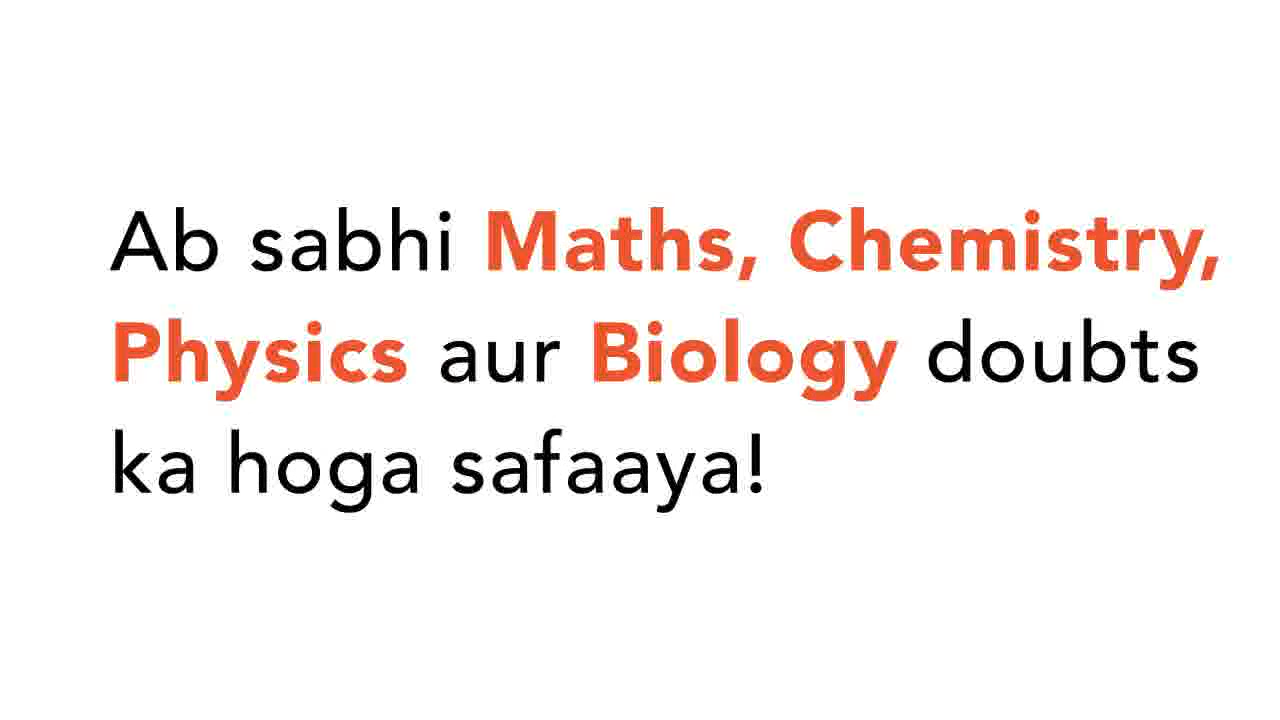 Ab sabhi Maths, Chemistry,
Physics aur Biology doubts
ka hoga safaaya!